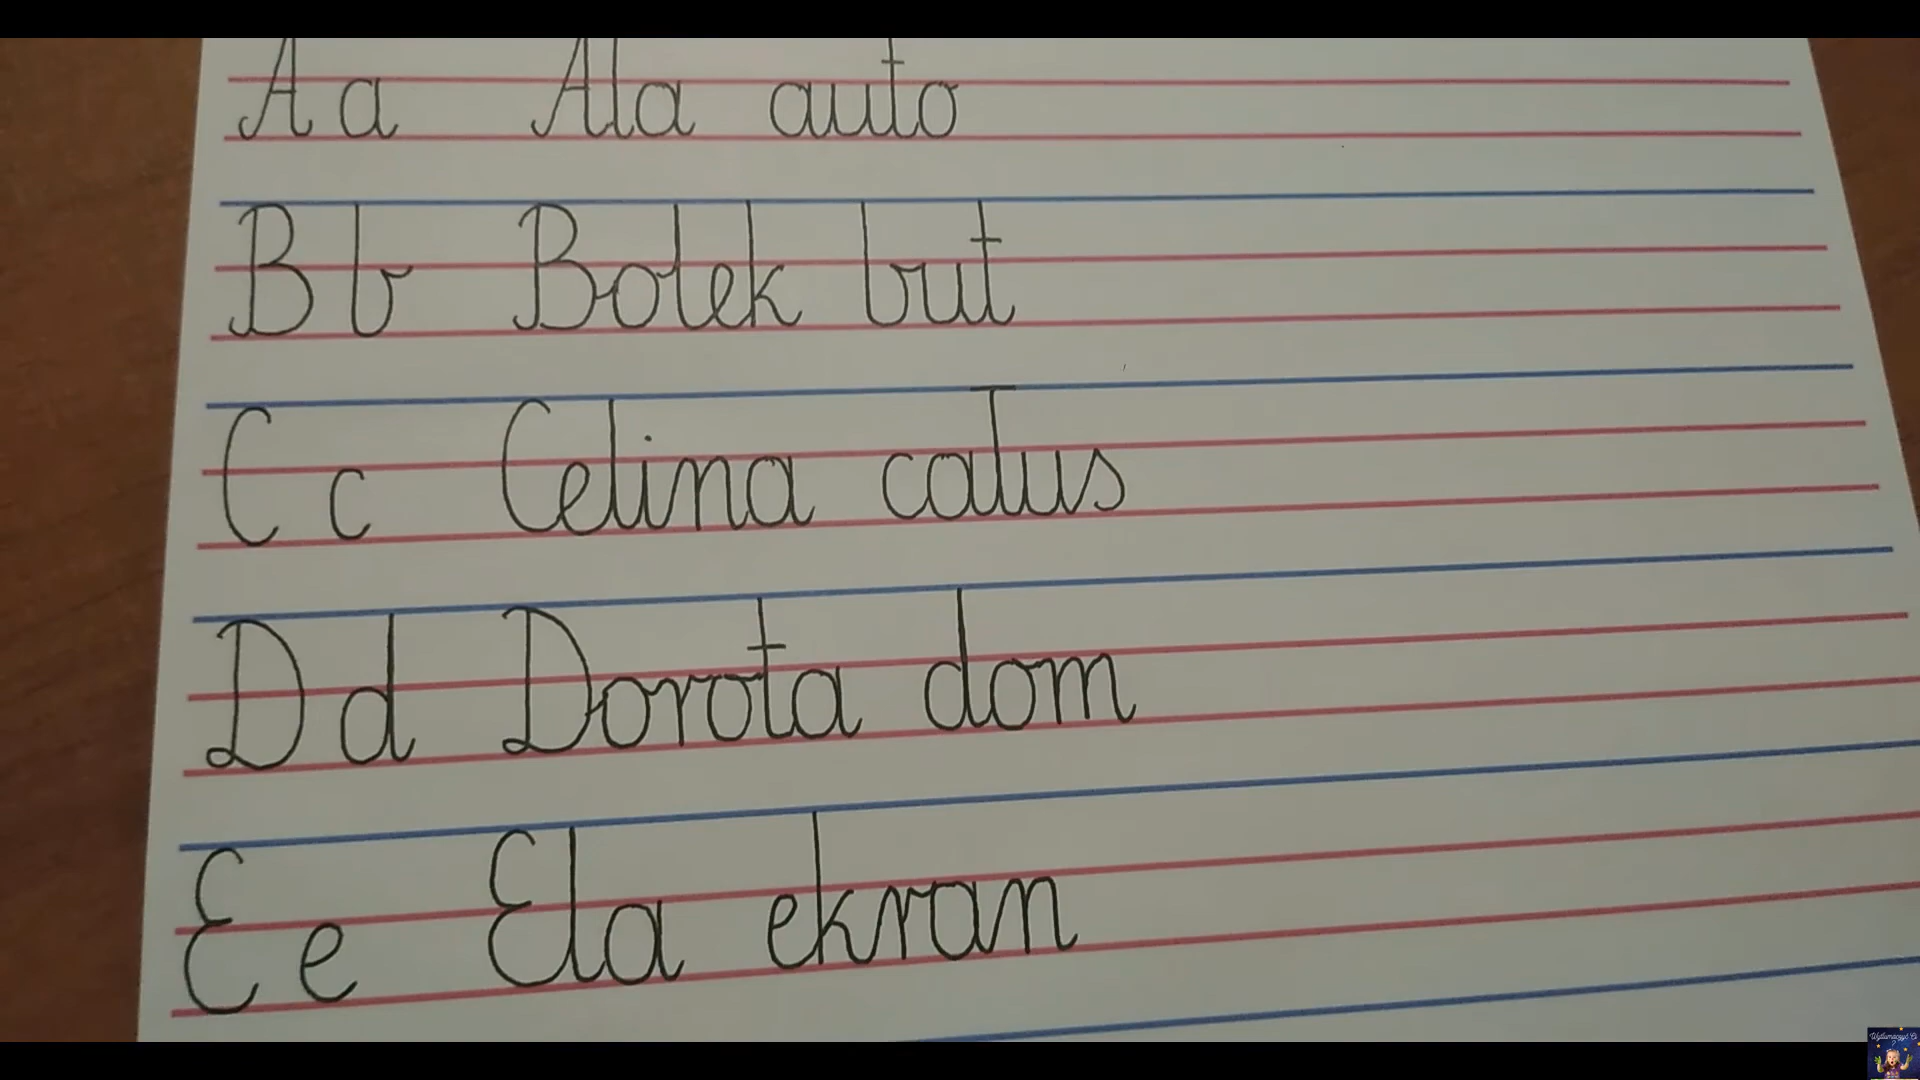 Aa Ala auto
Bb Bolek but
Cc Celina całus
Dd Dorota dom
Ee Ela ekran